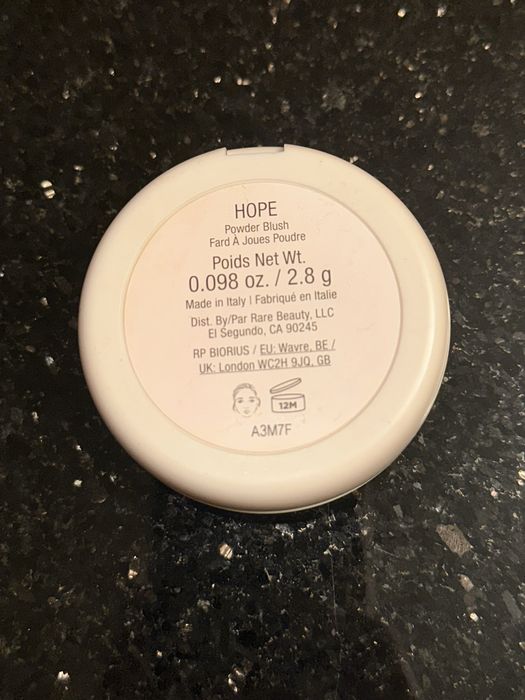 HOPE
Powder Blush
Fard À Joues Poudre
Poids Net Wt.
0.098 oz. / 2.8 g
Made in Italy | Fabriqué en Italie
Dist. By/Par Rare Beauty, LLC
El Segundo, CA 90245
RP BIORIUS / EU: Wavre, BE /
UK: London WC2H 9JQ, GB
12M
A3M7F